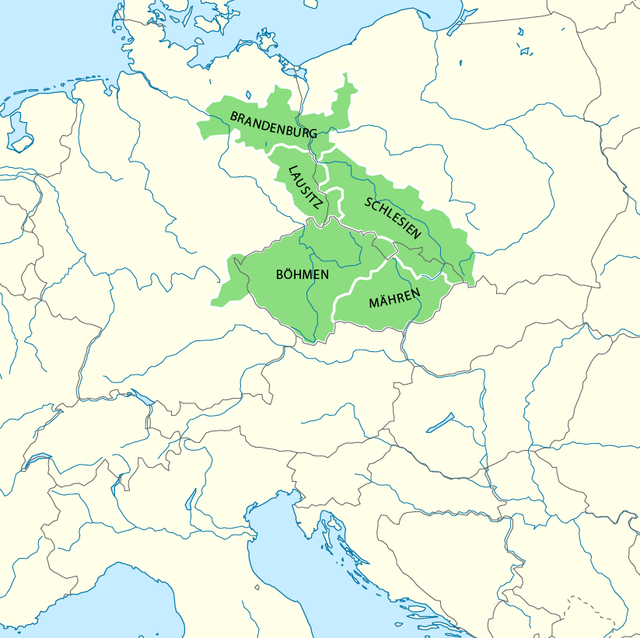 BRANDENBURG
LAUSITZ
SCHLESIEN
BÖHMEN
MÄHREN